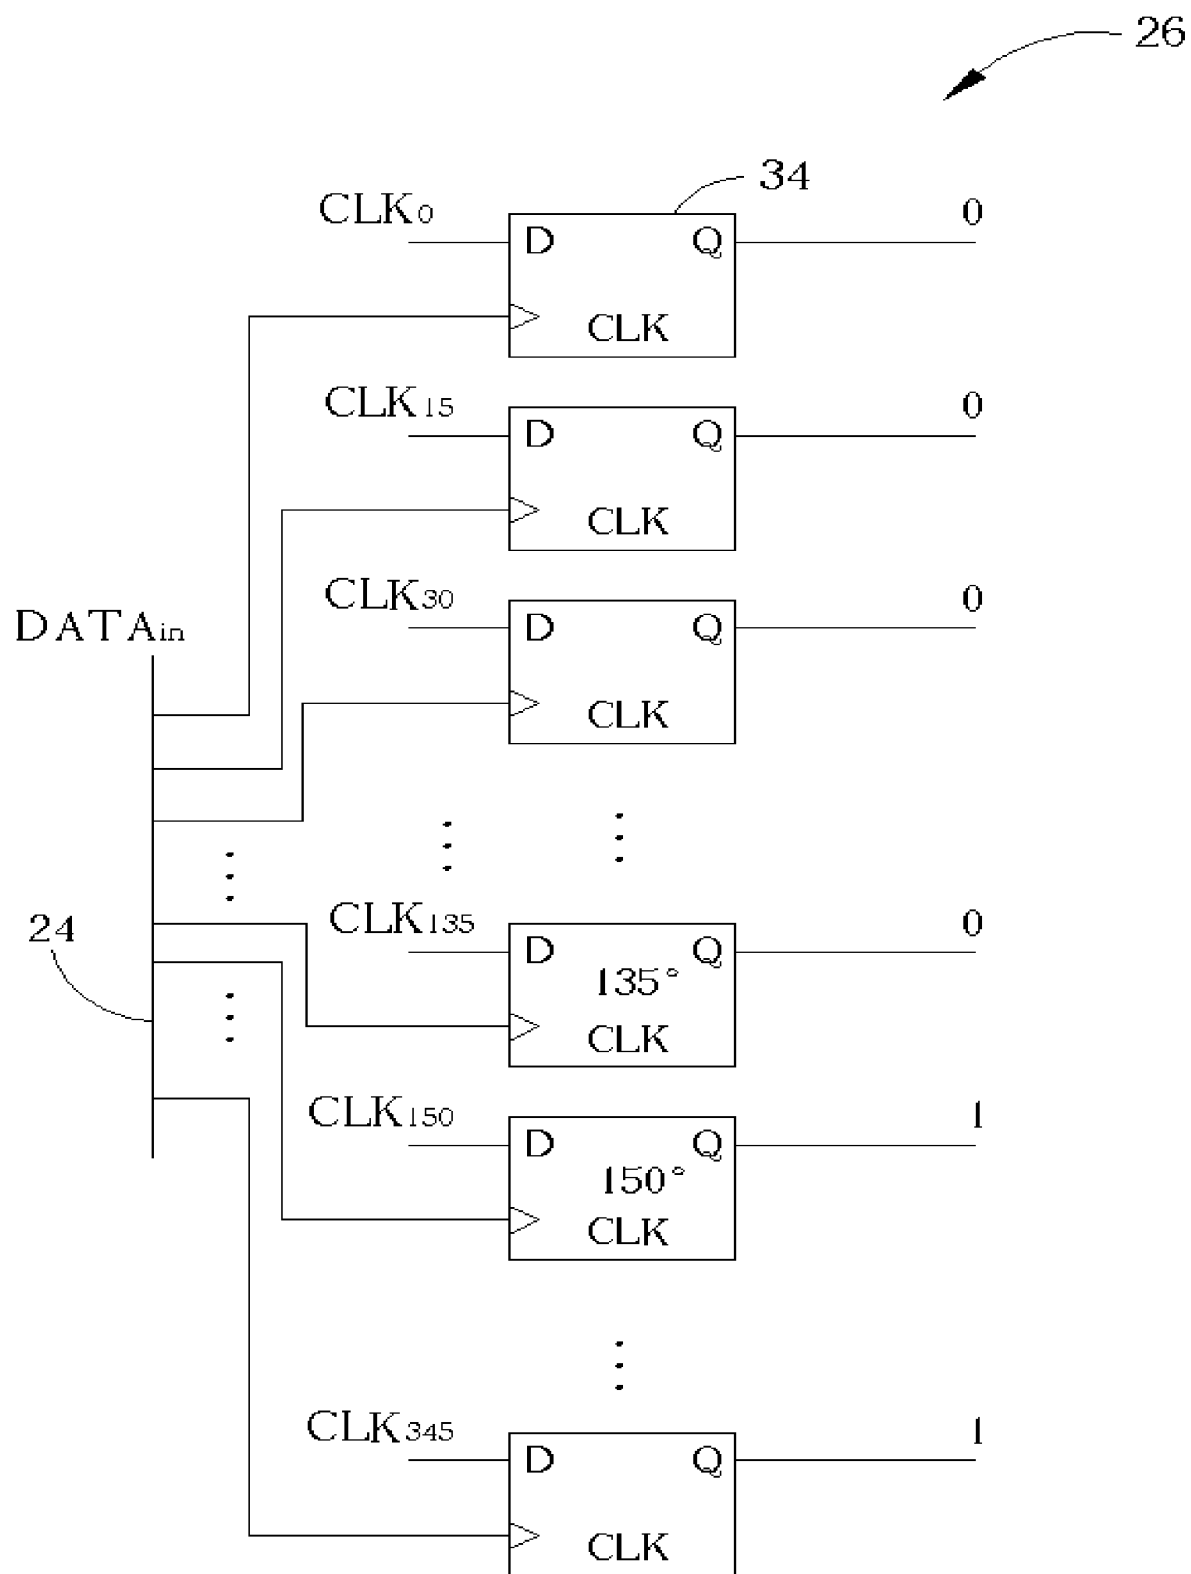 26
34
CLK0
0
D Q
CLK
CLK15
0
D Q
CLK
CLK30
0
D Q
CLK
DATAin
24
CLK135
0
D Q
135°
CLK
CLK150
1
D Q
150°
CLK
CLK345
1
D Q
CLK